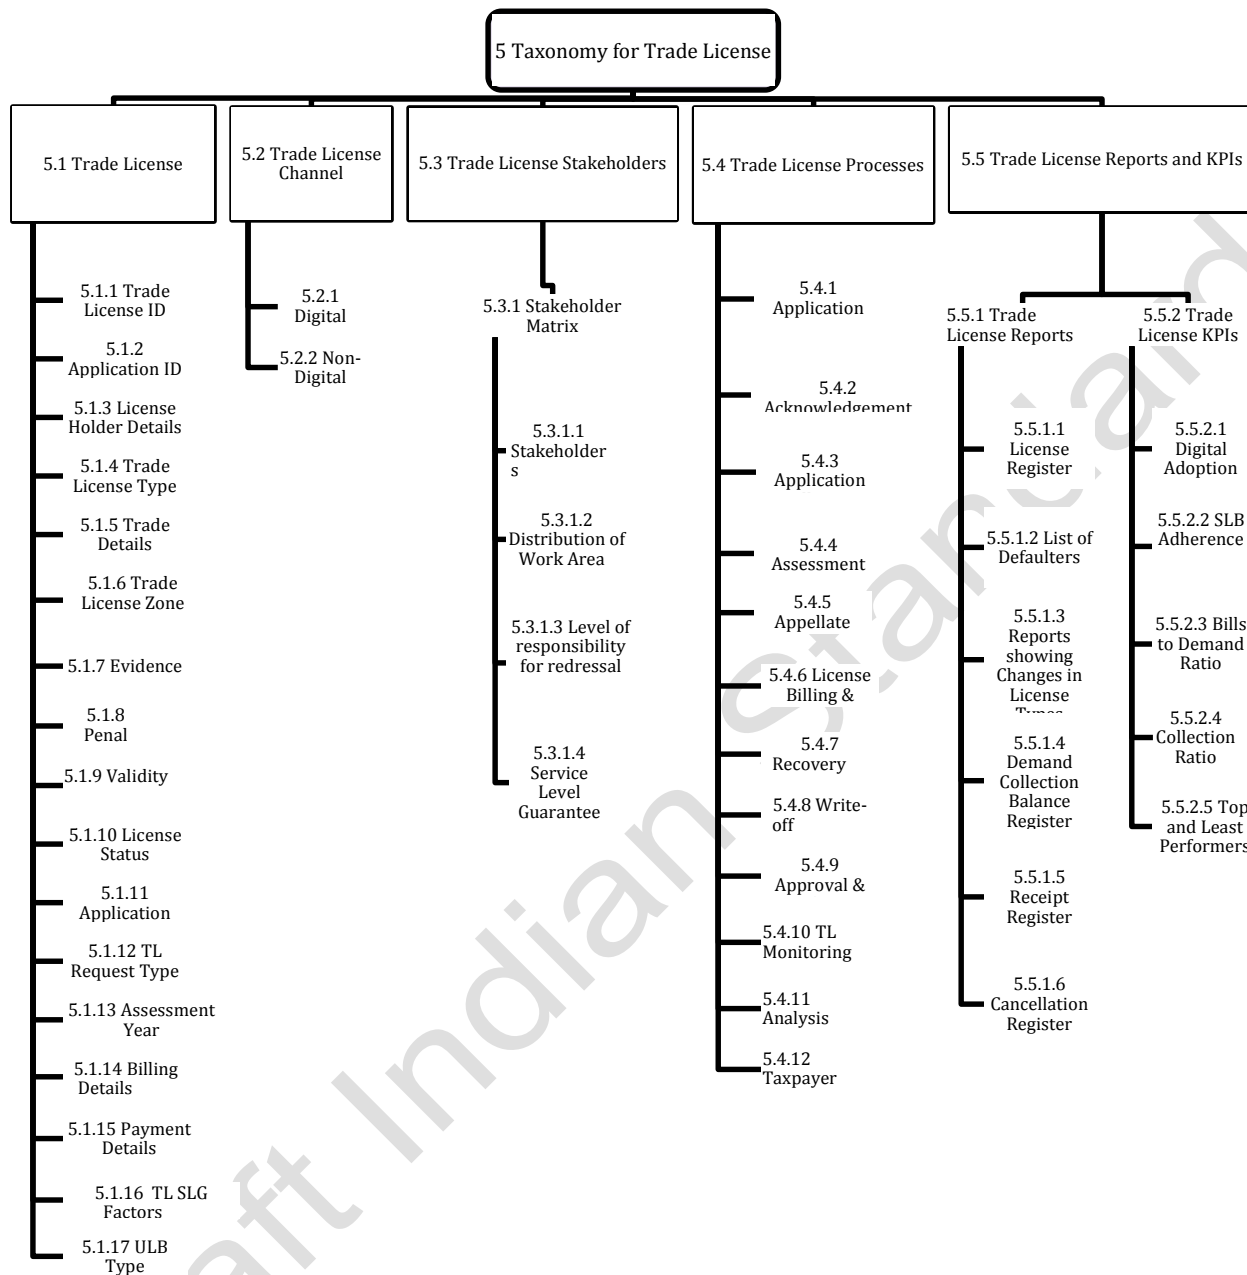 5 Taxonomy for Trade License
5.1 Trade License
5.2 Trade License
Channel
5.3 Trade License Stakeholders
5.4 Trade License Processes
5.5 Trade License Reports and KPIs
5.1.1 Trade
License ID
5.1.2
Application ID
5.1.3 License
Holder Details
5.1.4 Trade
License Type
5.1.5 Trade
Details
5.1.6 Trade
License Zone
5.1.7 Evidence
5.1.8
Penal
5.1.9 Validity
5.1.10 License
Status
5.1.11
Application
5.1.12 TL
Request Type
5.1.13 Assessment
Year
5.1.14 Billing
Details
5.1.15 Payment
Details
5.1.16 TL SLG
Factors
5.1.17 ULB
Type
5.2.1
Digital
5.2.2 Non-
Digital
5.3.1 Stakeholder
Matrix
5.3.1.1
Stakeholder
s
5.3.1.2
Distribution of
Work Area
5.3.1.3 Level of
responsibility
for redressal
5.3.1.4
Service
Level
Guarantee
5.4.1
Application
5.4.2
Acknowledgement
5.4.3
Application
5.4.4
Assessment
5.4.5
Appellate
5.4.6 License
Billing &
5.4.7
Recovery
5.4.8 Write-
off
5.4.9
Approval &
5.4.10 TL
Monitoring
5.4.11
Analysis
5.4.12
Taxpayer
5.5.1 Trade
License Reports
5.5.1.1
License
Register
5.5.1.2 List of
Defaulters
5.5.1.3
Reports
showing
Changes in
License
Types
5.5.1.4
Demand
Collection
Balance
Register
5.5.1.5
Receipt
Register
5.5.1.6
Cancellation
Register
5.5.2 Trade
License KPIs
5.5.2.1
Digital
Adoption
5.5.2.2 SLB
Adherence
5.5.2.3 Bills
to Demand
Ratio
5.5.2.4
Collection
Ratio
5.5.2.5 Top
and Least
Performers
aft Indian Standard